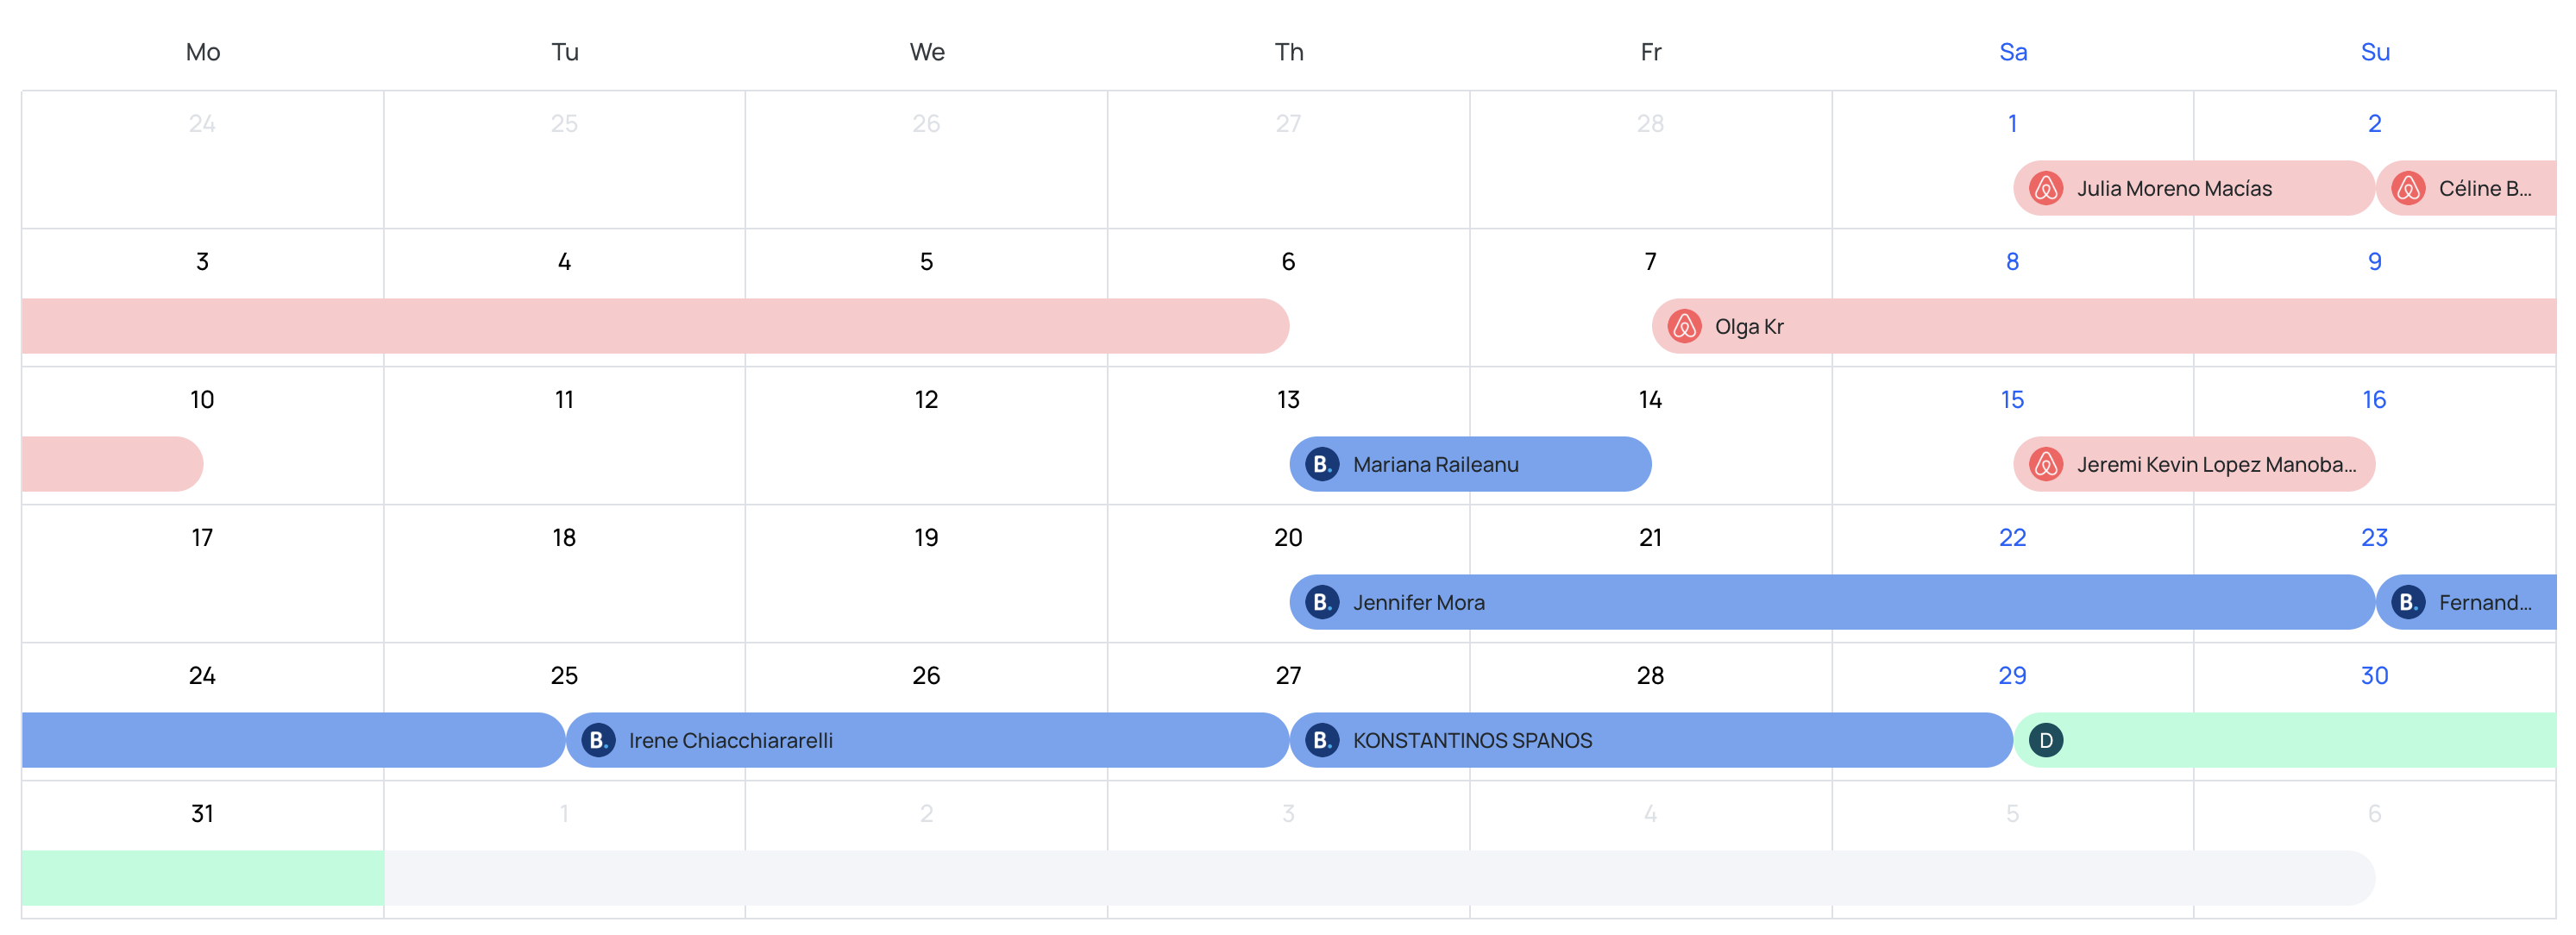 Mo Tu We Th Fr Sa Su
24 25 26 27 28 1 2
Julia Moreno Macías Céline B...
3 4 5 6 7 8 9
Olga Kr
10 11 12 13 14 15 16
B. Mariana Raileanu Jeremi Kevin Lopez Manoba...
17 18 19 20 21 22 23
B. Jennifer Mora B. Fernand...
24 25 26 27 28 29 30
B. Irene Chiacchiararelli B. KONSTANTINOS SPANOS D
31 1 2 3 4 5 6